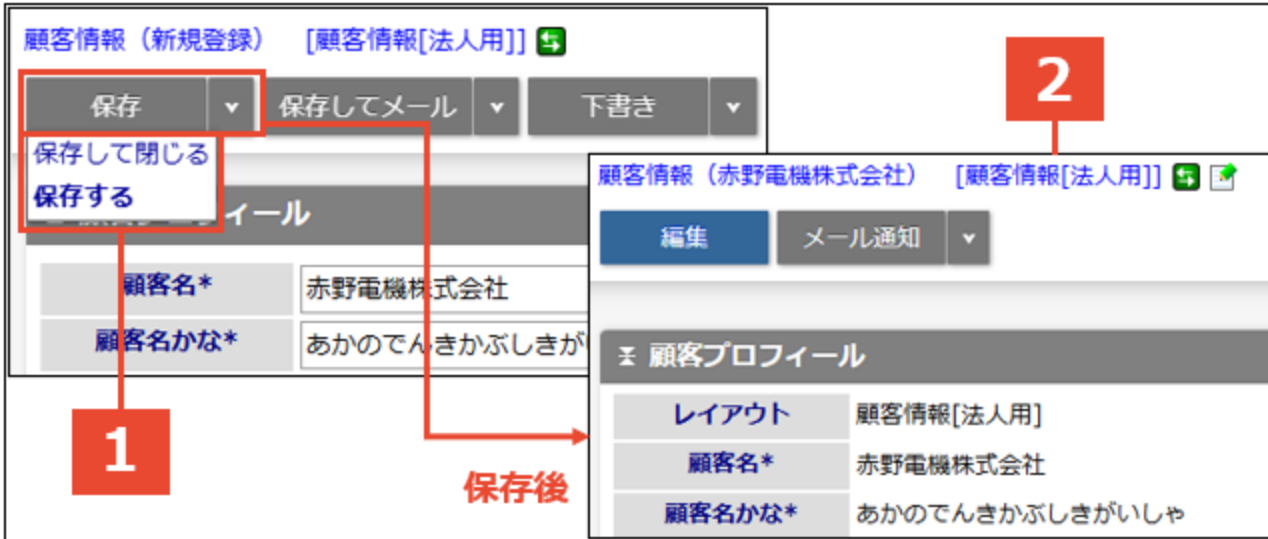 顧客情報（新規登録） [顧客情報[法人用]]
保存 保存してメール 下書き
保存して閉じる
保存する
ィール
顧客名* 赤野電機株式会社
顧客名かな* あかのでんきかぶしきが
1
保存後
2
顧客情報（赤野電機株式会社） [顧客情報[法人用]]
編集 メール通知
顧客プロフィール
レイアウト 顧客情報[法人用]
顧客名* 赤野電機株式会社
顧客名かな* あかのでんきかぶしきがいしゃ